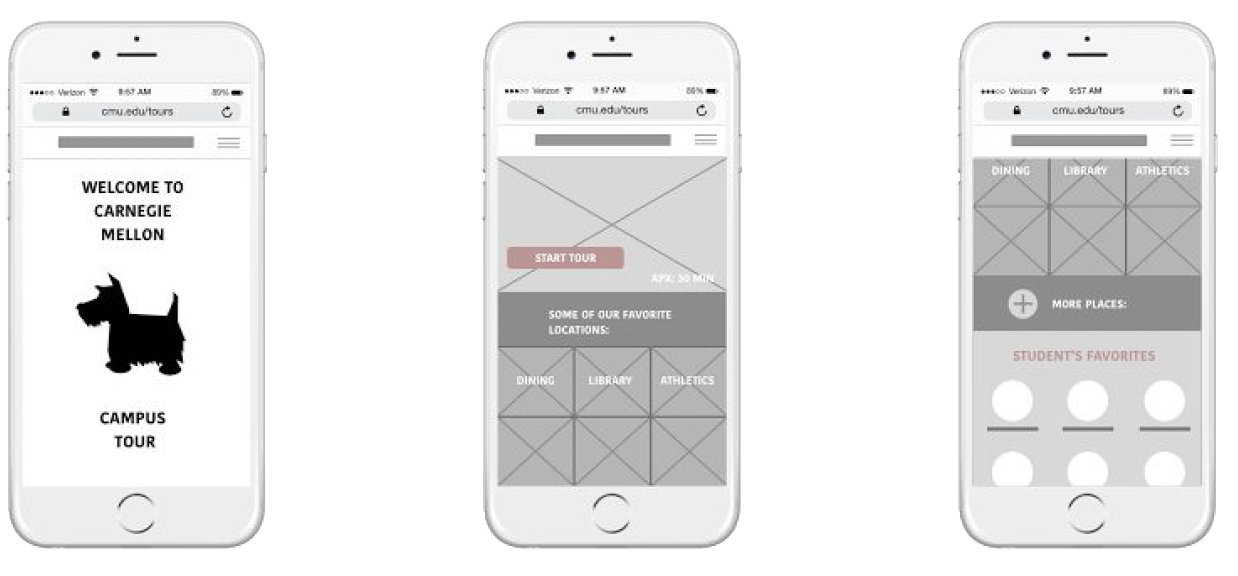 Verizon 9:57 AM 89%
cmu.edu/tours
WELCOME TO
CARNEGIE
MELLON
CAMPUS
TOUR
Verizon 9:57 AM 89%
cmu.edu/tours
START TOUR
APX: 30 MIN
SOME OF OUR FAVORITE
LOCATIONS:
DINING LIBRARY ATHLETICS
Verizon 9:57 AM 89%
cmu.edu/tours
DINING LIBRARY ATHLETICS
MORE PLACES:
STUDENT'S FAVORITES